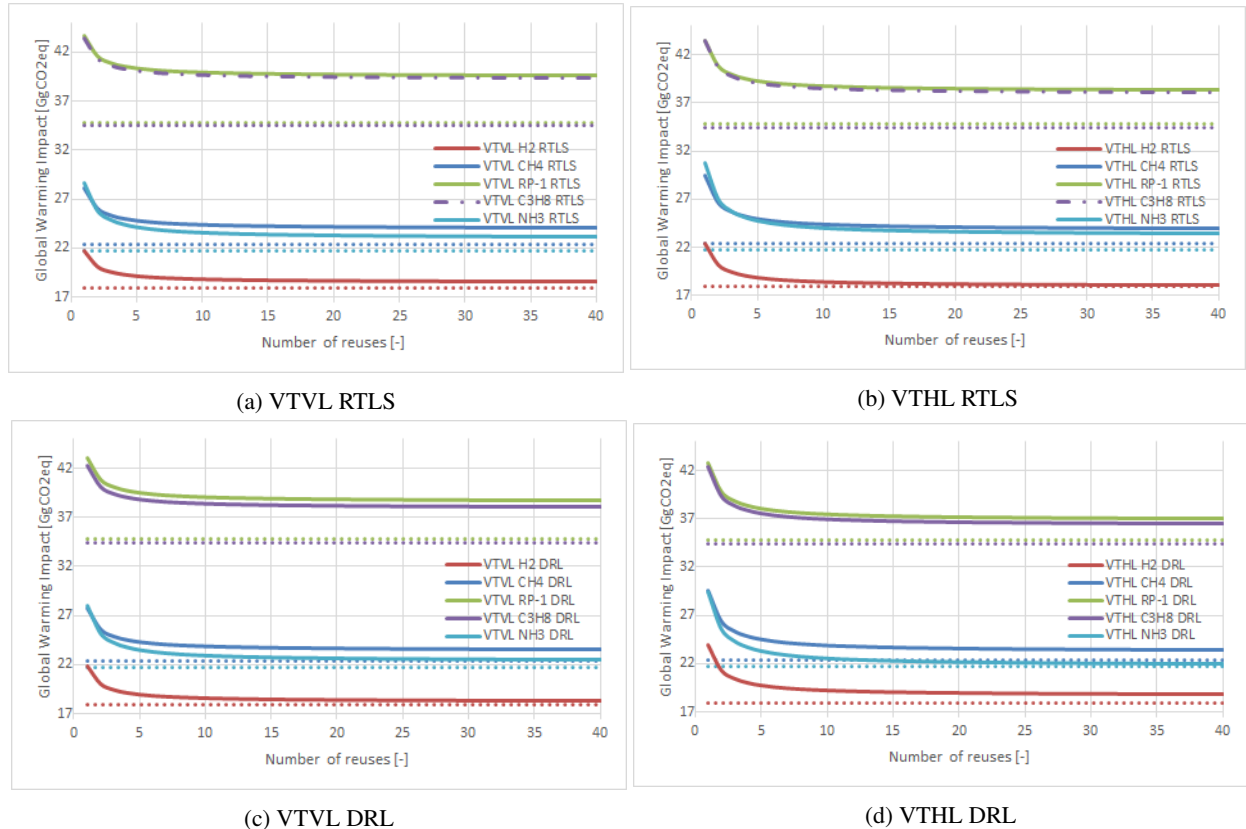 Global Warming Impact [GgCO2eq]
42
37
32
27
22
17
VTVL H2 RTLS
VTVL CH4 RTLS
VTVL RP-1 RTLS
VTVL C3H8 RTLS
VTVL NH3 RTLS
0 5 10 15 20 25 30 35 40
Number of reuses [-]
(a) VTVL RTLS
Global Warming Impact [GgCO2eq]
42
37
32
27
22
17
VTHL H2 RTLS
VTHL CH4 RTLS
VTHL RP-1 RTLS
VTHL C3H8 RTLS
VTHL NH3 RTLS
0 5 10 15 20 25 30 35 40
Number of reuses [-]
(b) VTHL RTLS
Global Warming Impact [GgCO2eq]
42
37
32
27
22
17
VTVL H2 DRL
VTVL CH4 DRL
VTVL RP-1 DRL
VTVL C3H8 DRL
VTVL NH3 DRL
0 5 10 15 20 25 30 35 40
Number of reuses [-]
(c) VTVL DRL
Global Warming Impact [GgCO2eq]
42
37
32
27
22
17
VTHL H2 DRL
VTHL CH4 DRL
VTHL RP-1 DRL
VTHL C3H8 DRL
VTHL NH3 DRL
0 5 10 15 20 25 30 35 40
Number of reuses [-]
(d) VTHL DRL